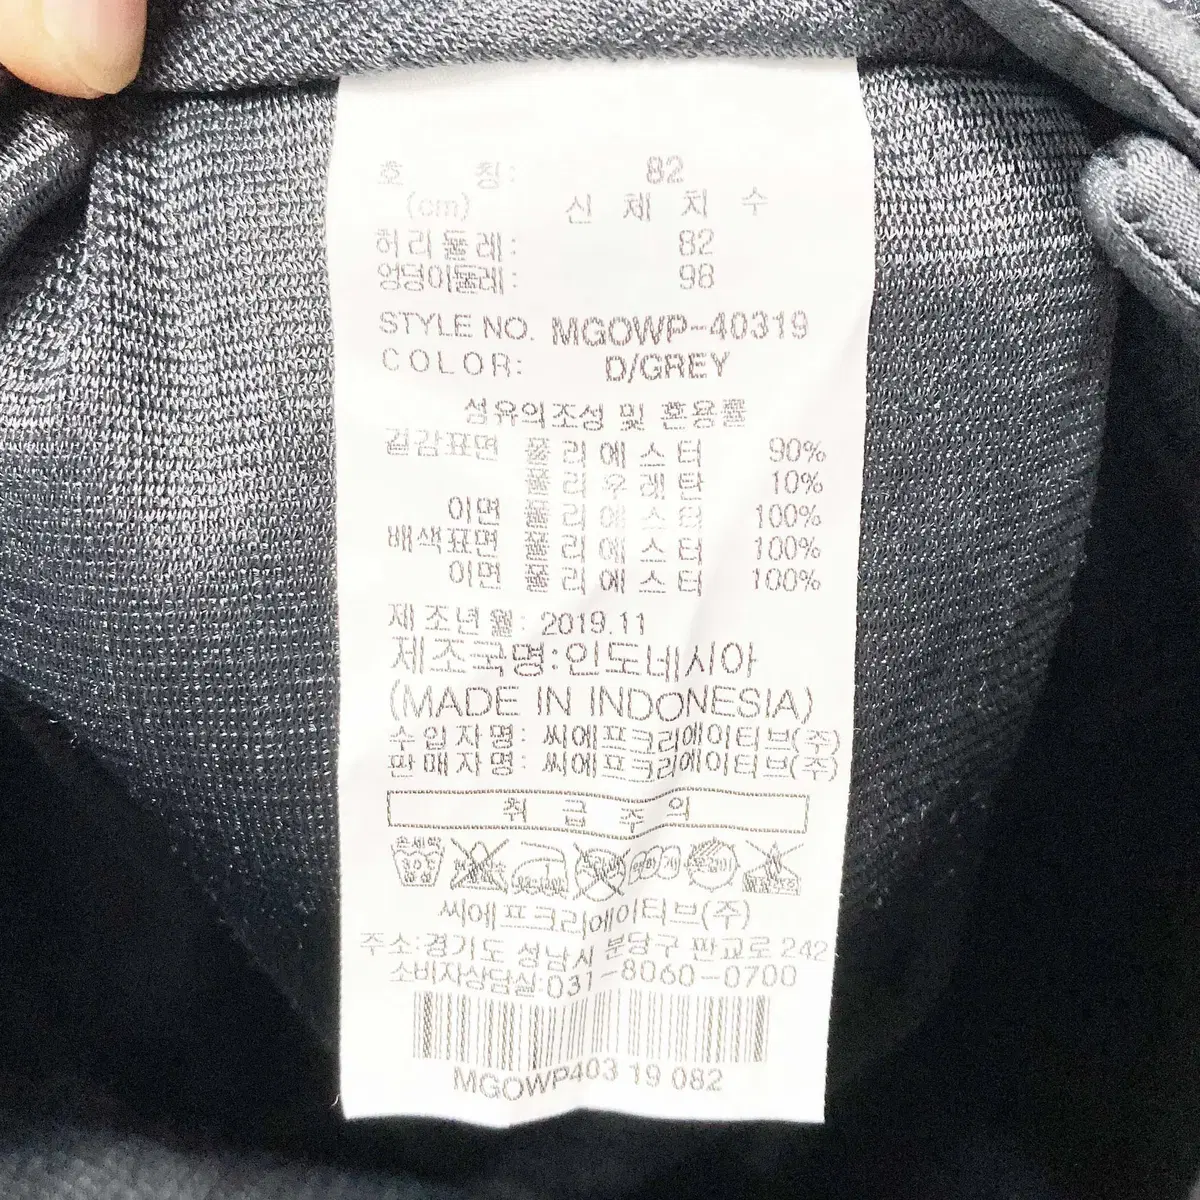 호 칭: 82
(cm) 신 체 치 수
허리둘레: 82
엉덩이둘레: 98
STYLE NO. MGOWP-40319
COLOR: D/GREY
섬유의조성 및 혼용률
겉감표면 폴리에스터 90%
폴리우레탄 10%
이면 폴리에스터 100%
배색표면 폴리에스터 100%
이면 폴리에스터 100%
제조년월: 2019.11
제조국명:인도네시아
(MADE IN INDONESIA)
수입자명: 씨에프크리에이티브(주)
판매자명: 씨에프크리에이티브(주)
취 급 주 의
손세탁
30℃
씨에프크리에이티브(주)
주소:경기도 성남시 분당구 판교로 242
소비자상담실:031-8060-0700
MGOWP403 19 082